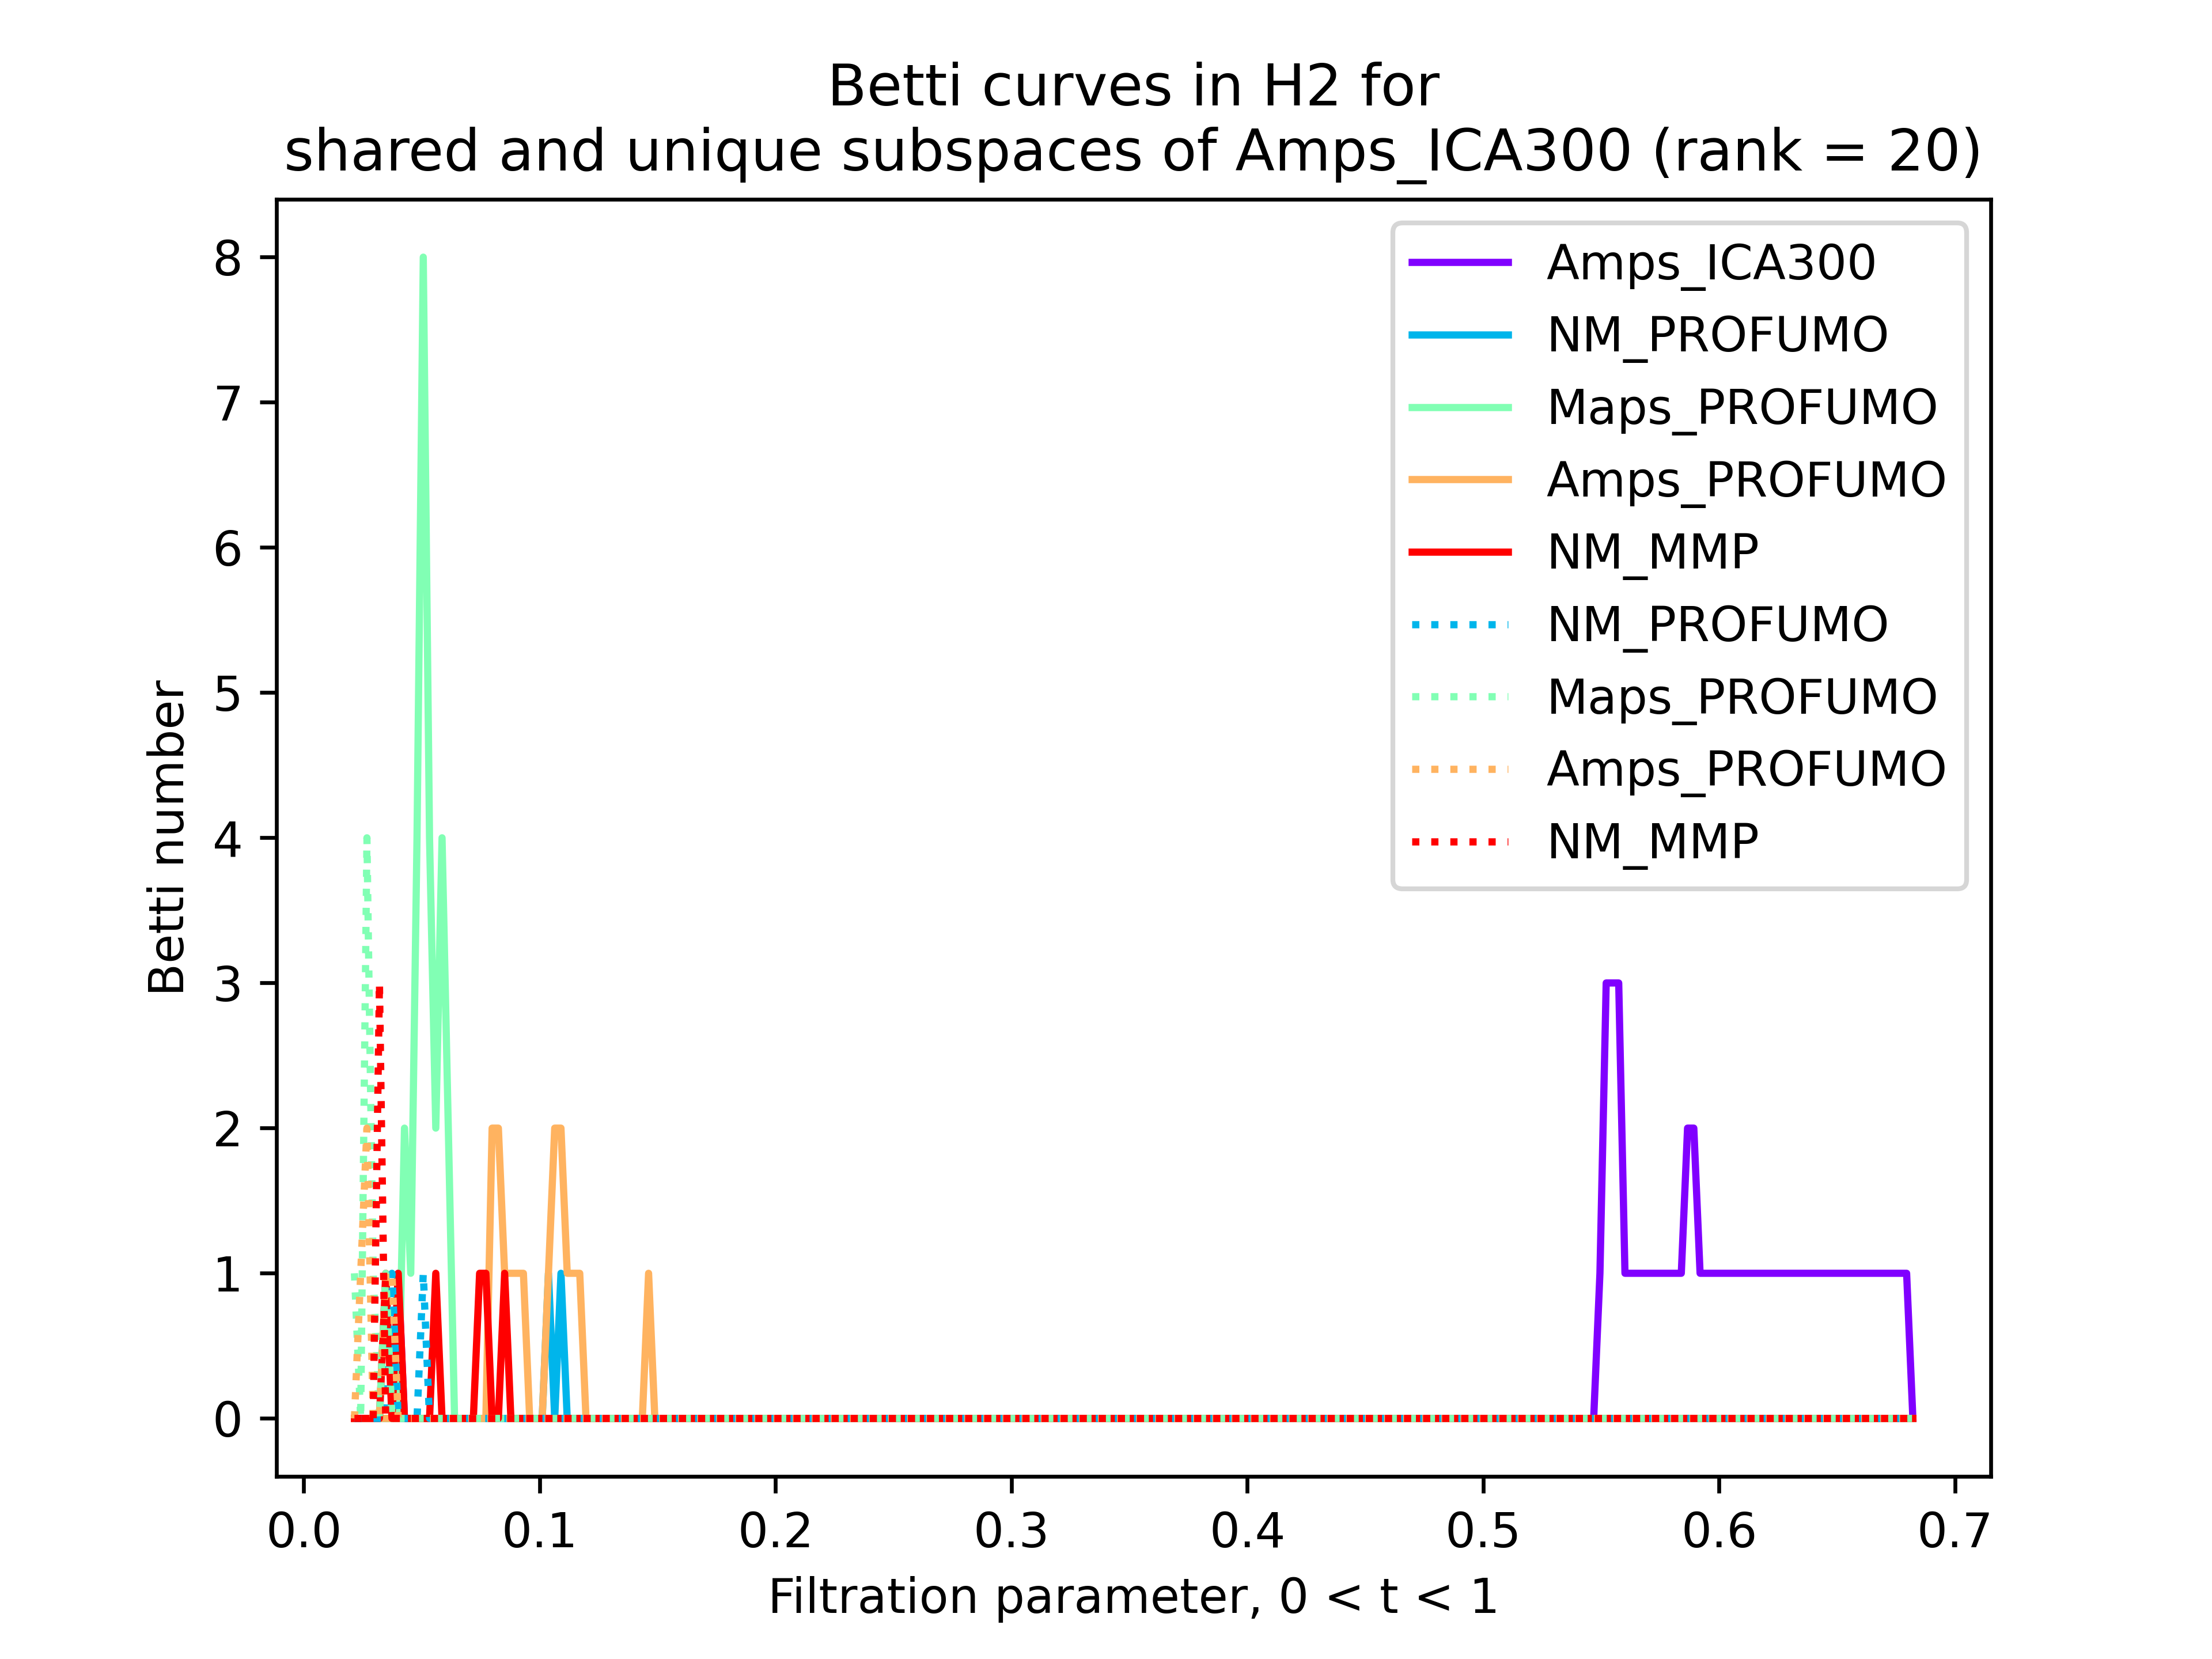 Betti curves in H2 for
shared and unique subspaces of Amps_ICA300 (rank = 20)
Betti number
8
7
6
5
4
3
2
1
0
Amps_ICA300
NM_PROFUMO
Maps_PROFUMO
Amps_PROFUMO
NM_MMP
NM_PROFUMO
Maps_PROFUMO
Amps_PROFUMO
NM_MMP
0.0 0.1 0.2 0.3 0.4 0.5 0.6 0.7
Filtration parameter, 0 < t < 1